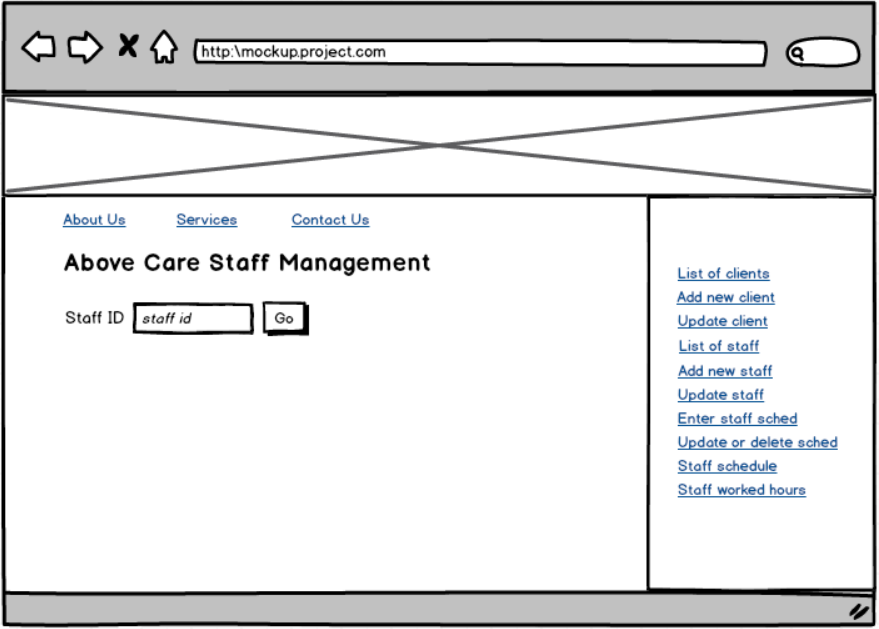 http:\mockup.project.com
About Us Services Contact Us
Above Care Staff Management
Staff ID staff id Go
List of clients
Add new client
Update client
List of staff
Add new staff
Update staff
Enter staff sched
Update or delete sched
Staff schedule
Staff worked hours